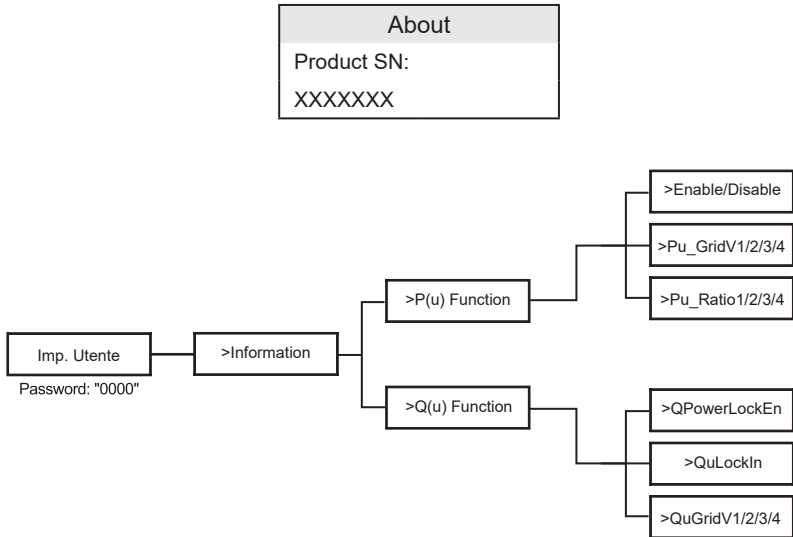 About
Product SN:
XXXXXXX
>Enable/Disable
>Pu_GridV1/2/3/4
>P(u) Function
>Pu_Ratio1/2/3/4
Imp. Utente
>Information
Password: "0000"
>Q(u) Function
>QPowerLockEn
>QuLockIn
>QuGridV1/2/3/4